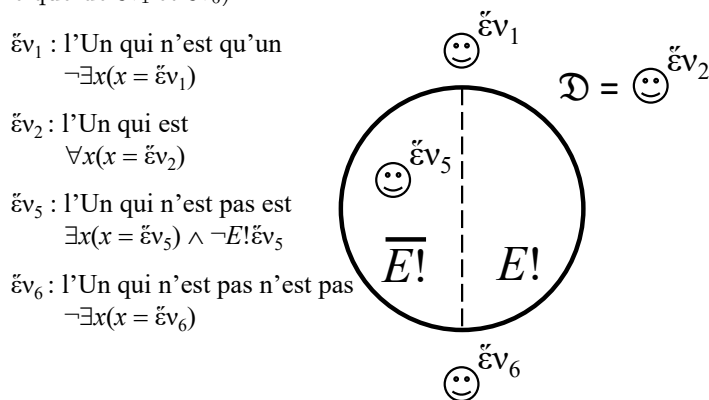 ἕν₁ : l’Un qui n’est qu’un
¬∃x(x = ἕν₁)
ἕν₂ : l’Un qui est
∀x(x = ἕν₂)
ἕν₅ : l’Un qui n’est pas est
∃x(x = ἕν₅) ∧ ¬E!ἕν₅
ἕν₆ : l’Un qui n’est pas n’est pas
¬∃x(x = ἕν₆)
ἕν₁
𝔇 = ἕν₂
ἕν₅
E̅!̅ E!
ἕν₆